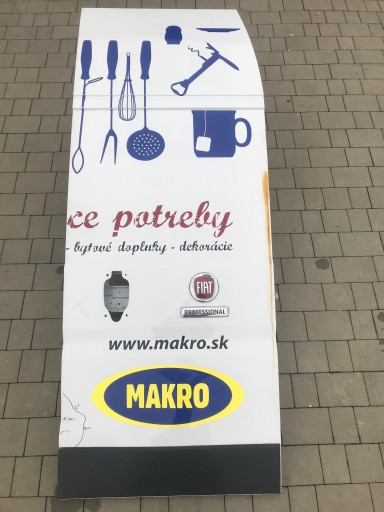 ce potreby
- bytové doplnky - dekorácie
FIAT
PROFESSIONAL
www.makro.sk
MAKRO